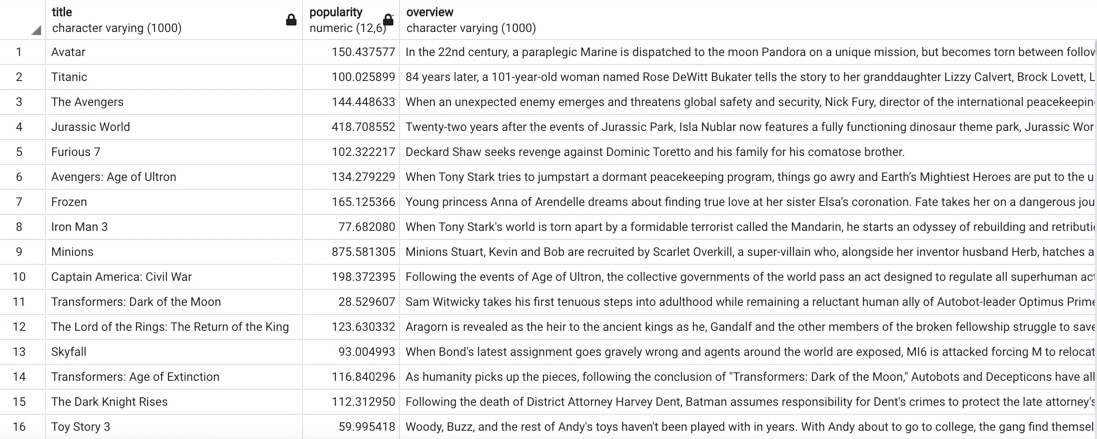 title popularity overview
character varying (1000) numeric (12,6) character varying (1000)
1 Avatar 150.437577 In the 22nd century, a paraplegic Marine is dispatched to the moon Pandora on a unique mission, but becomes torn between follow
2 Titanic 100.025899 84 years later, a 101-year-old woman named Rose DeWitt Bukater tells the story to her granddaughter Lizzy Calvert, Brock Lovett, L
3 The Avengers 144.448633 When an unexpected enemy emerges and threatens global safety and security, Nick Fury, director of the international peacekeepin
4 Jurassic World 418.708552 Twenty-two years after the events of Jurassic Park, Isla Nublar now features a fully functioning dinosaur theme park, Jurassic Wor
5 Furious 7 102.322217 Deckard Shaw seeks revenge against Dominic Toretto and his family for his comatose brother.
6 Avengers: Age of Ultron 134.279229 When Tony Stark tries to jumpstart a dormant peacekeeping program, things go awry and Earth’s Mightiest Heroes are put to the u
7 Frozen 165.125366 Young princess Anna of Arendelle dreams about finding true love at her sister Elsa’s coronation. Fate takes her on a dangerous jou
8 Iron Man 3 77.682080 When Tony Stark's world is torn apart by a formidable terrorist called the Mandarin, he starts an odyssey of rebuilding and retributi
9 Minions 875.581305 Minions Stuart, Kevin and Bob are recruited by Scarlet Overkill, a super-villain who, alongside her inventor husband Herb, hatches a
10 Captain America: Civil War 198.372395 Following the events of Age of Ultron, the collective governments of the world pass an act designed to regulate all superhuman ac
11 Transformers: Dark of the Moon 28.529607 Sam Witwicky takes his first tenuous steps into adulthood while remaining a reluctant human ally of Autobot-leader Optimus Prime
12 The Lord of the Rings: The Return of the King 123.630332 Aragorn is revealed as the heir to the ancient kings as he, Gandalf and the other members of the broken fellowship struggle to save
13 Skyfall 93.004993 When Bond's latest assignment goes gravely wrong and agents around the world are exposed, MI6 is attacked forcing M to relocat
14 Transformers: Age of Extinction 116.840296 As humanity picks up the pieces, following the conclusion of "Transformers: Dark of the Moon," Autobots and Decepticons have all
15 The Dark Knight Rises 112.312950 Following the death of District Attorney Harvey Dent, Batman assumes responsibility for Dent's crimes to protect the late attorney's
16 Toy Story 3 59.995418 Woody, Buzz, and the rest of Andy's toys haven't been played with in years. With Andy about to go to college, the gang find themsel